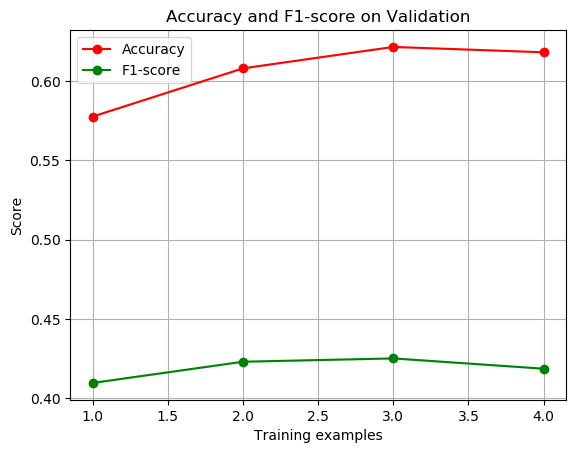 Accuracy and F1-score on Validation
Accuracy
F1-score
0.60
0.55
0.50
0.45
0.40
Score
1.0 1.5 2.0 2.5 3.0 3.5 4.0
Training examples